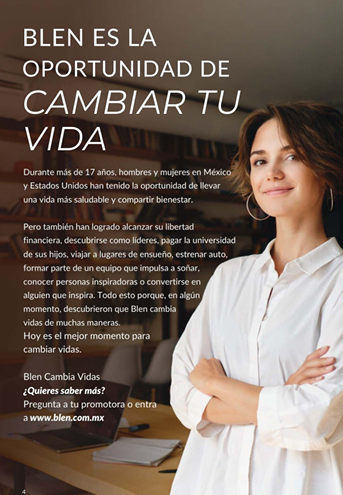 BLEN ES LA
OPORTUNIDAD DE
CAMBIAR TU
VIDA
Durante más de 17 años, hombres y mujeres en México
y Estados Unidos han tenido la oportunidad de llevar
una vida más saludable y compartir bienestar.
Pero también han logrado alcanzar su libertad
financiera, descubrirse como líderes, pagar la universidad
de sus hijos, viajar a lugares de ensueño, estrenar auto,
formar parte de un equipo que impulsa a soñar,
conocer personas inspiradoras o convertirse en
alguien que inspira. Todo esto porque, en algún
momento, descubrieron que Blen cambia
vidas de muchas maneras.
Hoy es el mejor momento para
cambiar vidas.
Blen Cambia Vidas
¿Quieres saber más?
Pregunta a tu promotora o entra
a www.blen.com.mx
4